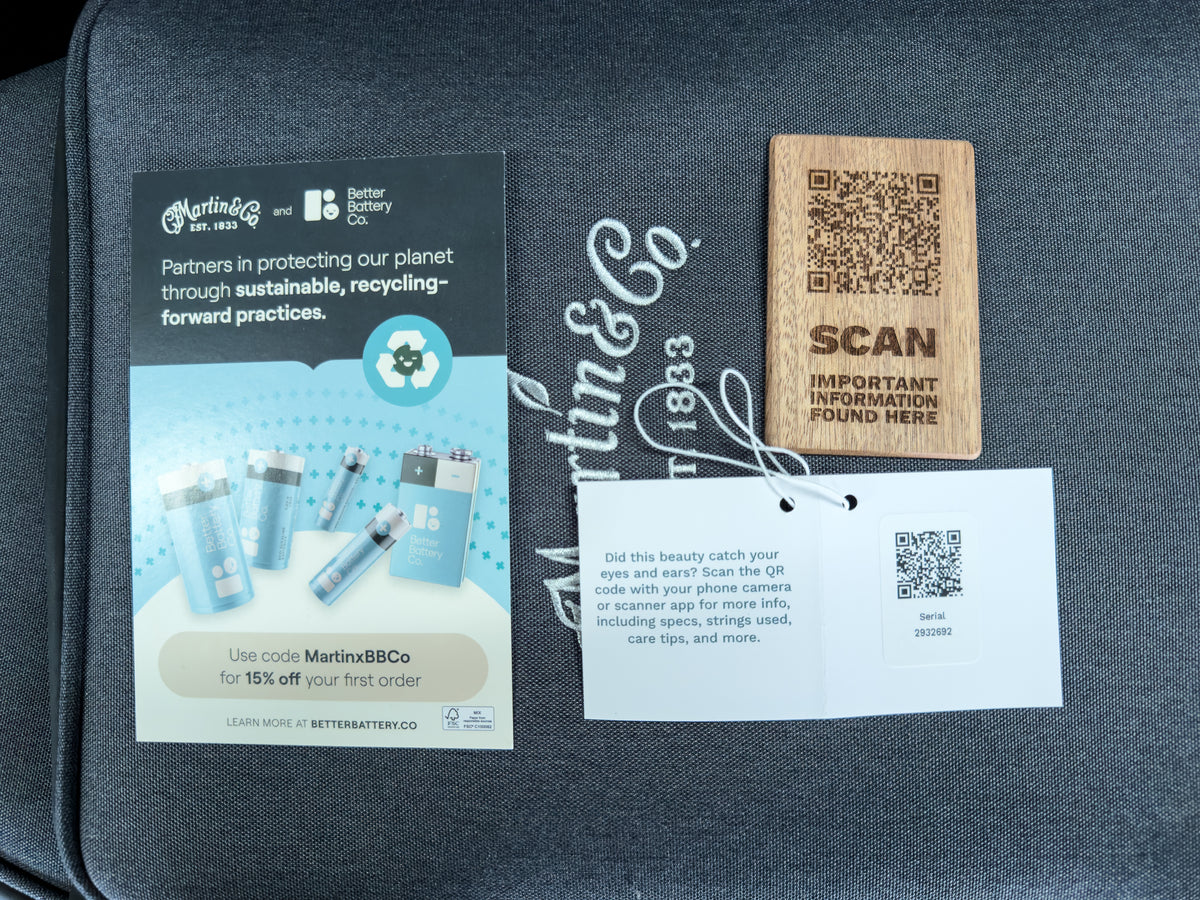 Martin & Co.
EST. 1833
and
Better
Battery
Co.
Partners in protecting our planet
through sustainable, recycling-
forward practices.
Better
Battery
Co.
Use code MartinxBBCo
for 15% off your first order
LEARN MORE AT BETTERBATTERY.CO
FSC
MIX
Martin & Co.
1833
SCAN
IMPORTANT
INFORMATION
FOUND HERE
Did this beauty catch your
eyes and ears? Scan the QR
code with your phone camera
or scanner app for more info,
including specs, strings used,
care tips, and more.
Serial
2932692